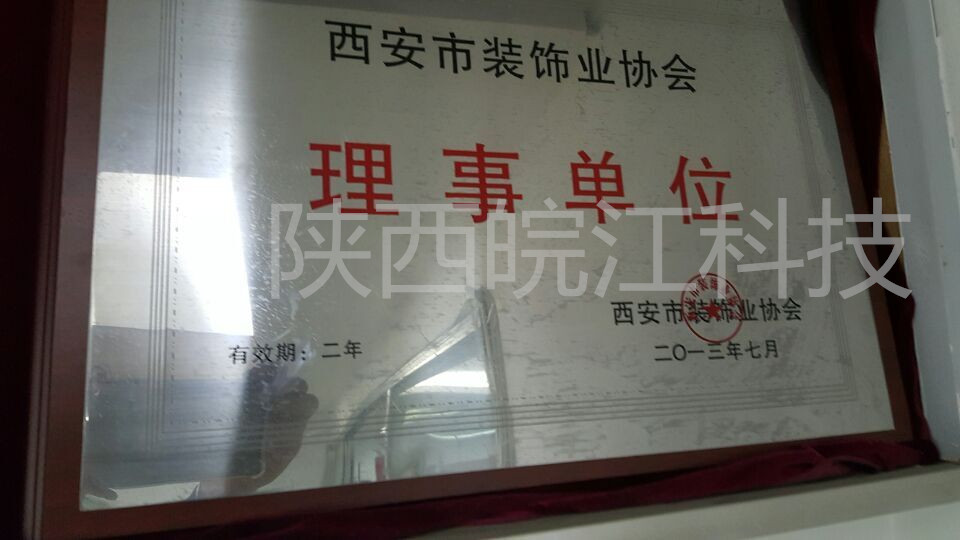 西安市装饰业协会
理事单位
陕西皖江科技
西安市装饰业协会
有效期：二年
二〇一三年七月